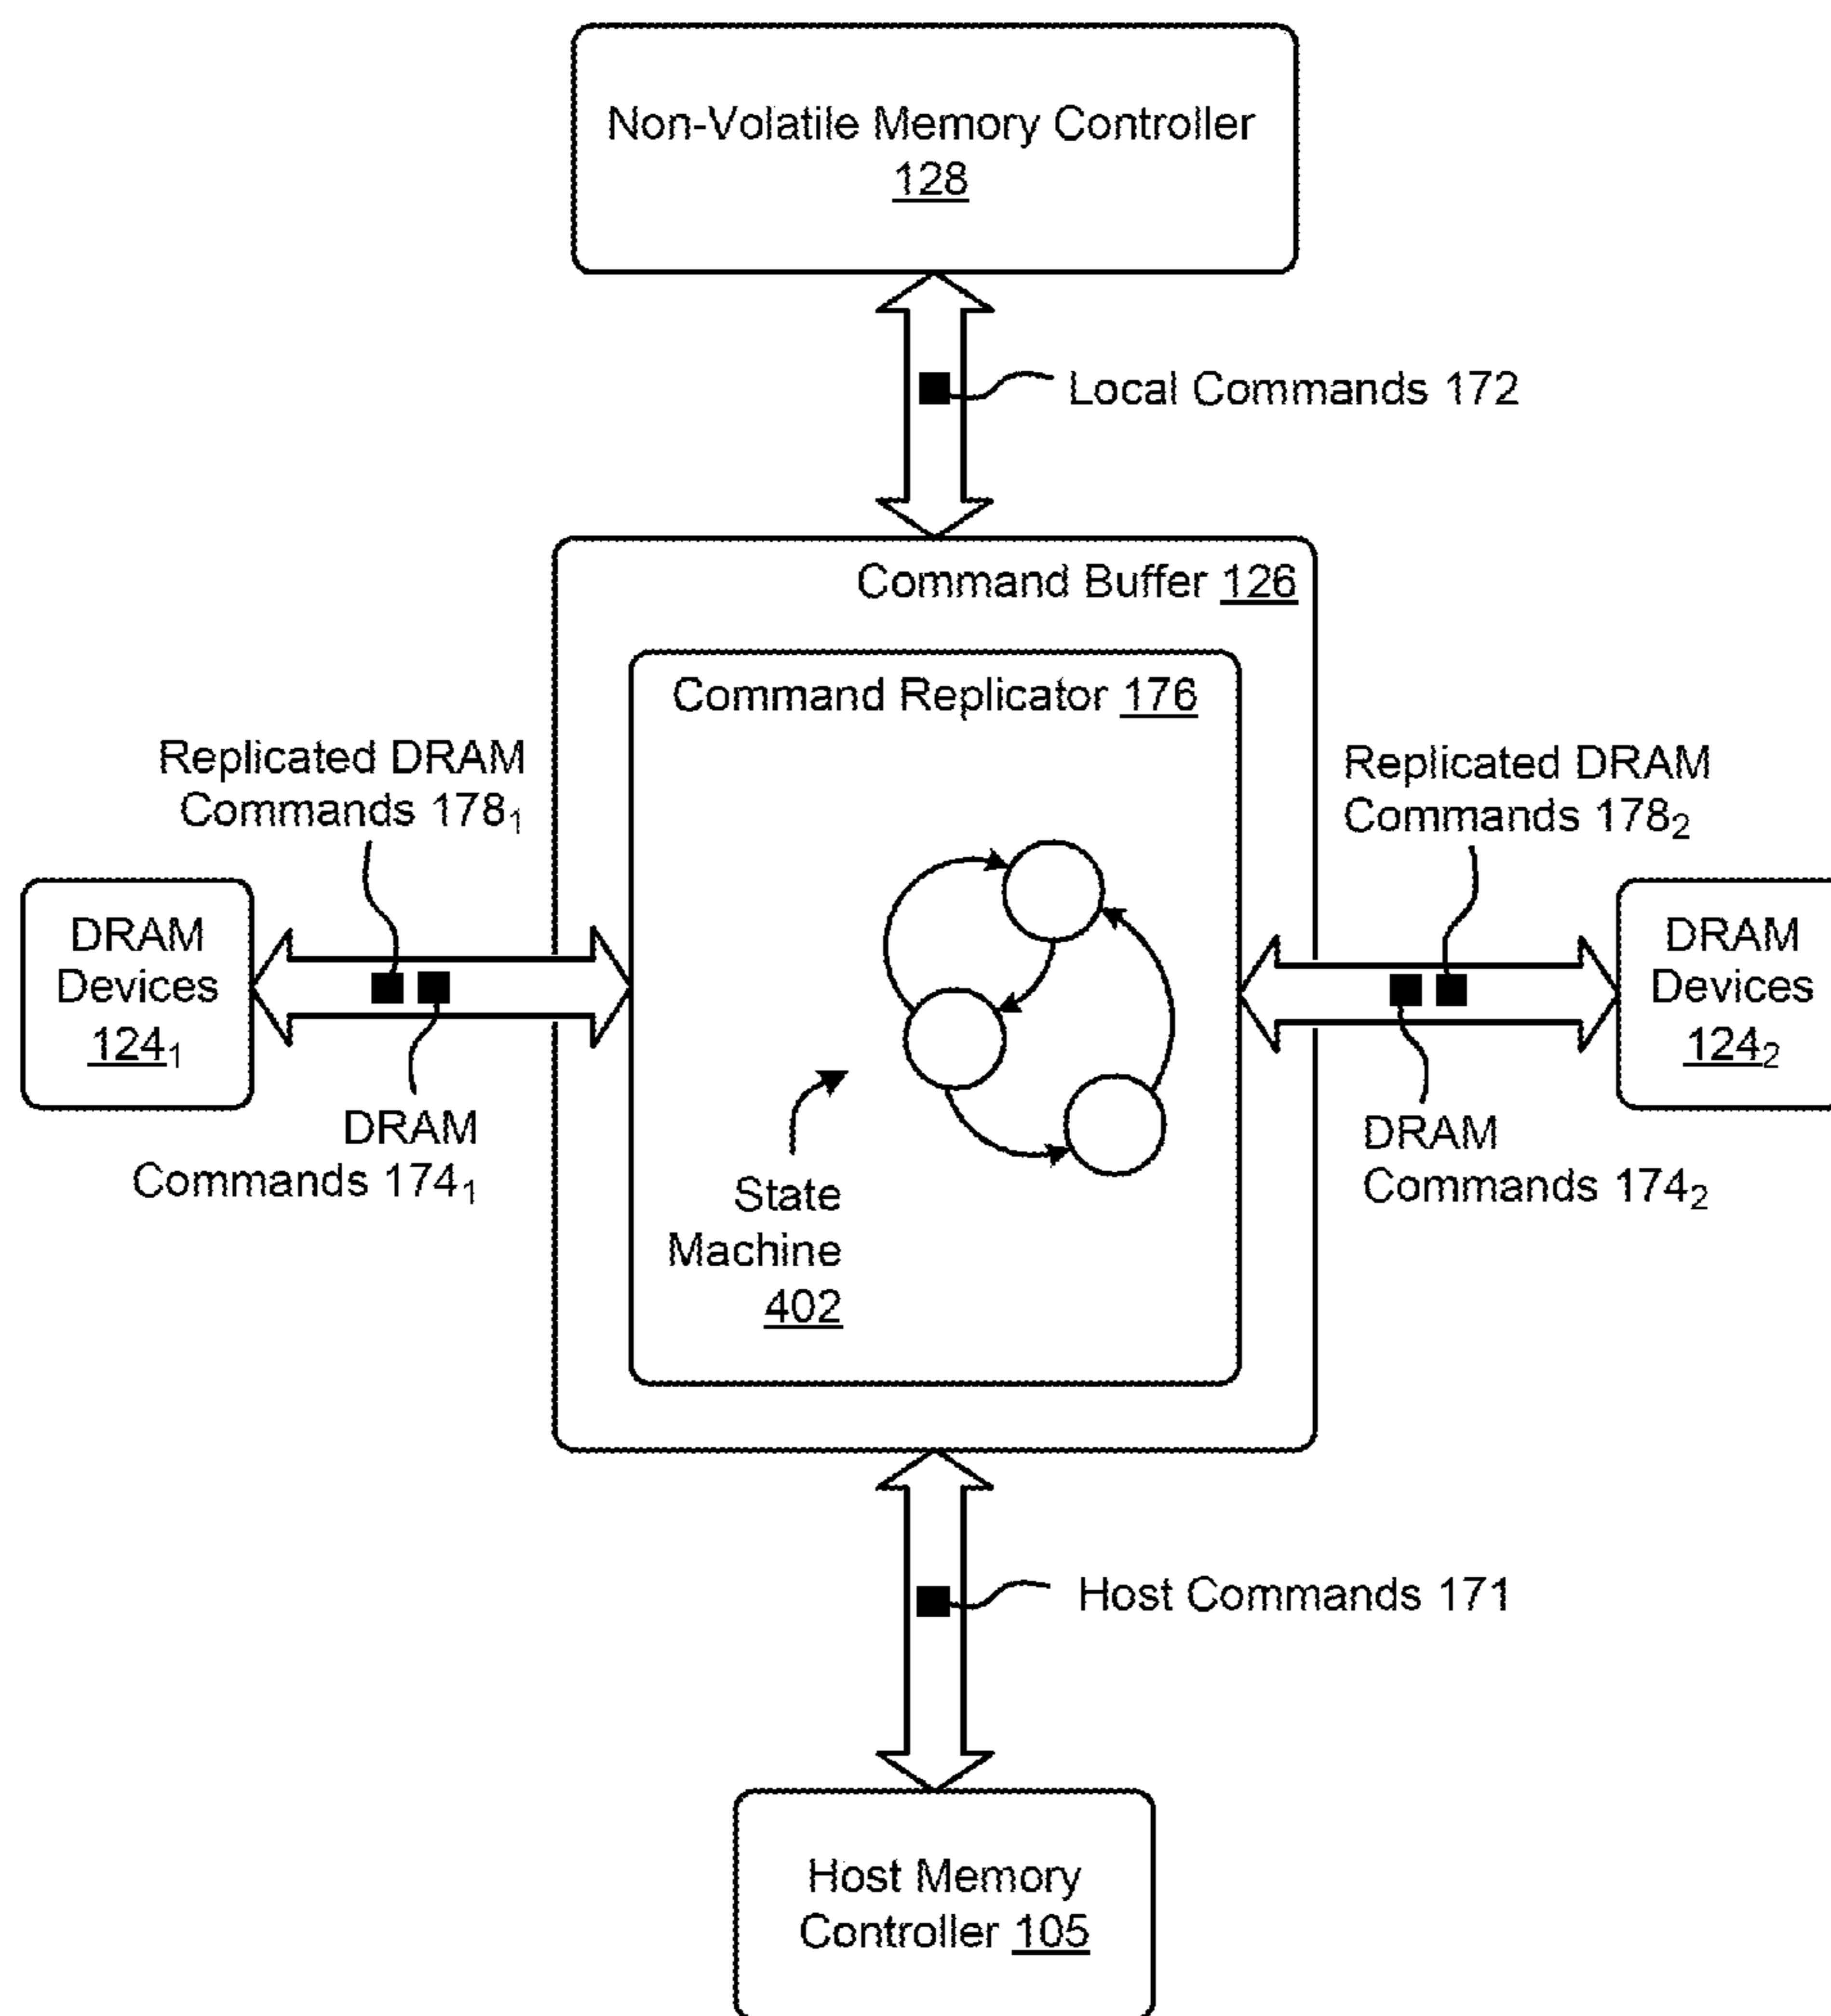 Non-Volatile Memory Controller
128
Local Commands 172
Command Buffer 126
Command Replicator 176
Replicated DRAM
Commands 178₁
Replicated DRAM
Commands 178₂
DRAM
Devices
124₁
DRAM
Devices
124₂
DRAM
Commands 174₁
DRAM
Commands 174₂
State
Machine
402
Host Commands 171
Host Memory
Controller 105